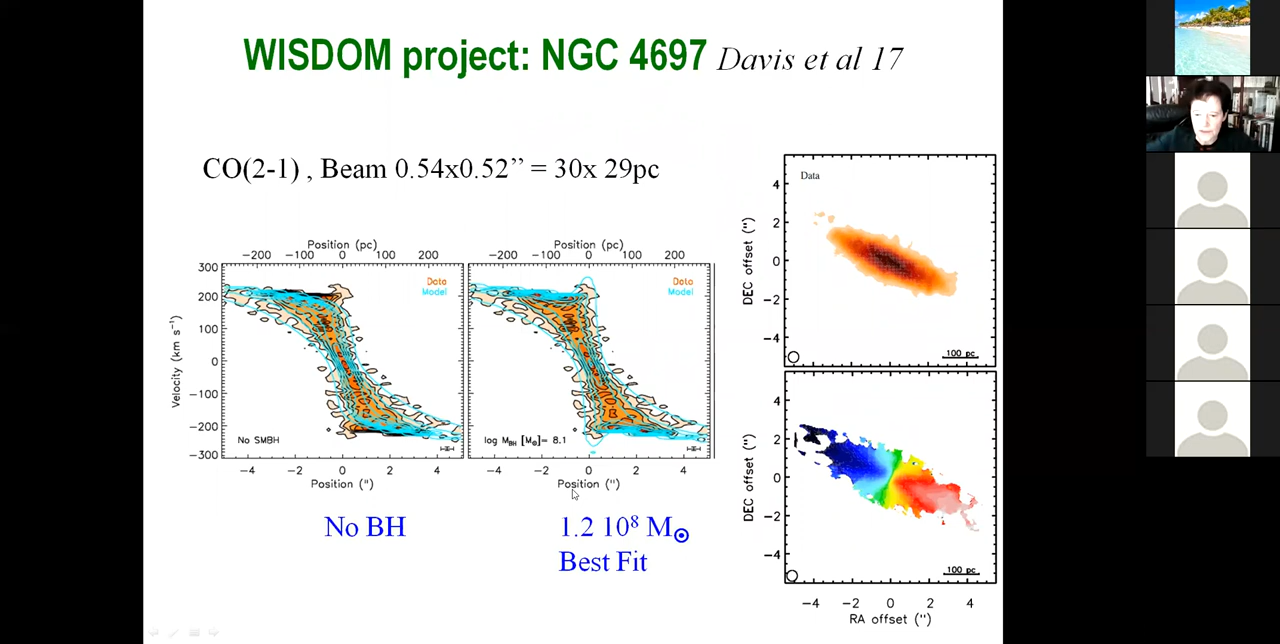 WISDOM project: NGC 4697 Davis et al 17
CO(2-1) , Beam 0.54x0.52’’ = 30x 29pc
Position (pc)
−200 −100 0 100 200
Position (pc)
−200 −100 0 100 200
Velocity (km s⁻¹)
300
200
100
0
−100
−200
−300
Data
Model
No SMBH
Data
Model
log M_BH [M⊙]= 8.1
−4 −2 0 2 4
Position (")
−4 −2 0 2 4
Position (")
No BH
1.2 10⁸ M⊙
Best Fit
Data
DEC offset (")
4
2
0
−2
−4
100 pc
DEC offset (")
2
0
−2
−4
100 pc
−4 −2 0 2 4
RA offset (")